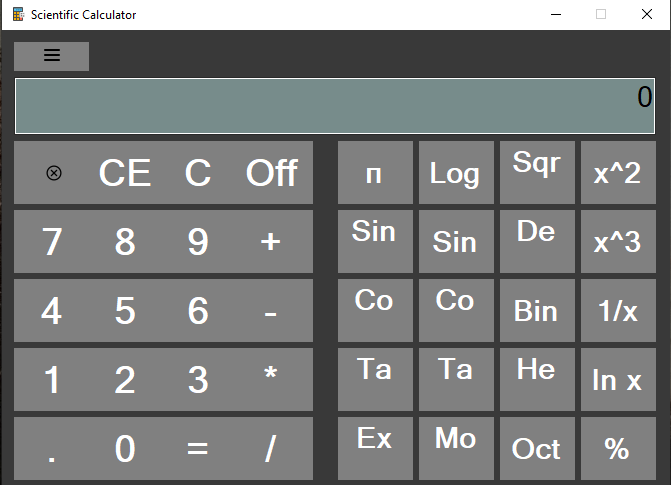 Scientific Calculator
0
CE C Off п Log Sqr x^2
7 8 9 + Sin Sin De x^3
4 5 6 - Co Co Bin 1/x
1 2 3 * Ta Ta He ln x
. 0 = / Ex Mo Oct %